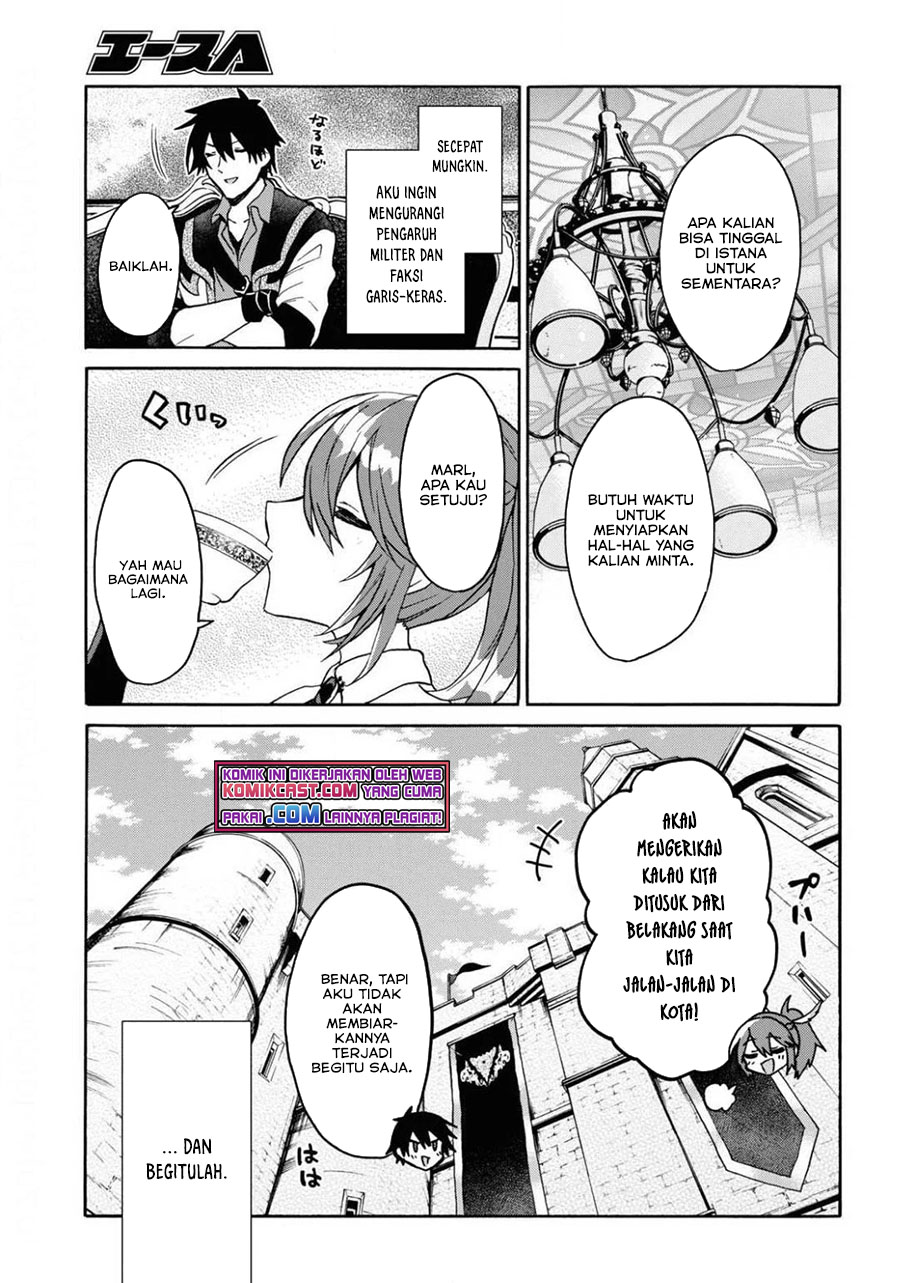 エースA
APA KALIAN
BISA TINGGAL
DI ISTANA
UNTUK
SEMENTARA?
BUTUH WAKTU
UNTUK
MENYIAPKAN
HAL-HAL YANG
KALIAN MINTA.
SECEPAT
MUNGKIN.
AKU INGIN
MENGURANGI
PENGARUH
MILITER DAN
FAKSI
GARIS-KERAS.
なるほど
BAIKLAH.
MARL,
APA KAU
SETUJU?
くいっ
YAH MAU
BAGAIMANA
LAGI.
KOMIK INI DIKERJAKAN OLEH WEB
KOMIKCAST.COM YANG CUMA
PAKAI .COM LAINNYA PLAGIAT!
AKAN
MENGERIKAN
KALAU KITA
DITUSUK DARI
BELAKANG SAAT
KITA
JALAN-JALAN DI
KOTA!
BENAR, TAPI
AKU TIDAK
AKAN
MEMBIAR-
KANNYA
TERJADI
BEGITU SAJA.
はは
... DAN
BEGITULAH.